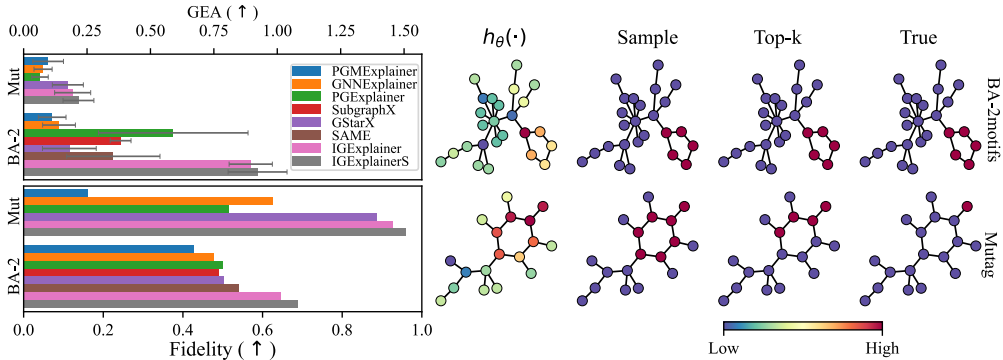 GEA (↑)
0.00 0.25 0.50 0.75 1.00 1.25 1.50
Mut
BA-2
PGMExplainer
GNNExplainer
PGExplainer
SubgraphX
GStarX
SAME
IGExplainer
IGExplainerS
Mut
BA-2
0.0 0.2 0.4 0.6 0.8 1.0
Fidelity (↑)
hθ(·) Sample Top-k True
BA-2motifs
Mutag
Low High